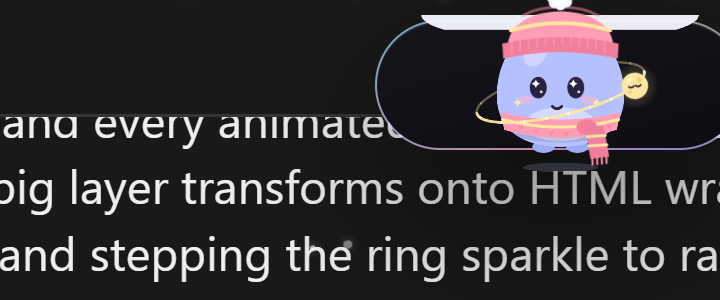 and every animated
big layer transforms onto HTML wra
and stepping the ring sparkle to ra